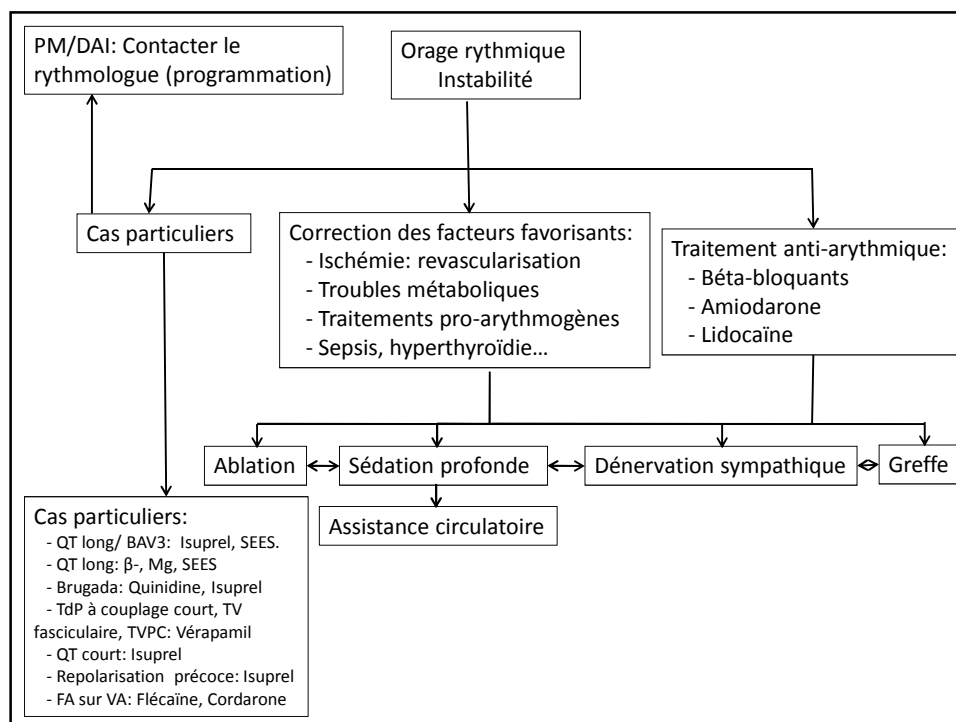 PM/DAI: Contacter le
rythmologue (programmation)
Orage rythmique
Instabilité
Cas particuliers
Correction des facteurs favorisants:
- Ischémie: revascularisation
- Troubles métaboliques
- Traitements pro-arythmogènes
- Sepsis, hyperthyroïdie...
Traitement anti-arythmique:
- Béta-bloquants
- Amiodarone
- Lidocaïne
Ablation
Sédation profonde
Dénervation sympathique
Greffe
Assistance circulatoire
Cas particuliers:
- QT long/ BAV3: Isuprel, SEES.
- QT long: β-, Mg, SEES
- Brugada: Quinidine, Isuprel
- TdP à couplage court, TV
fasciculaire, TVPC: Vérapamil
- QT court: Isuprel
- Repolarisation précoce: Isuprel
- FA sur VA: Flécaïne, Cordarone